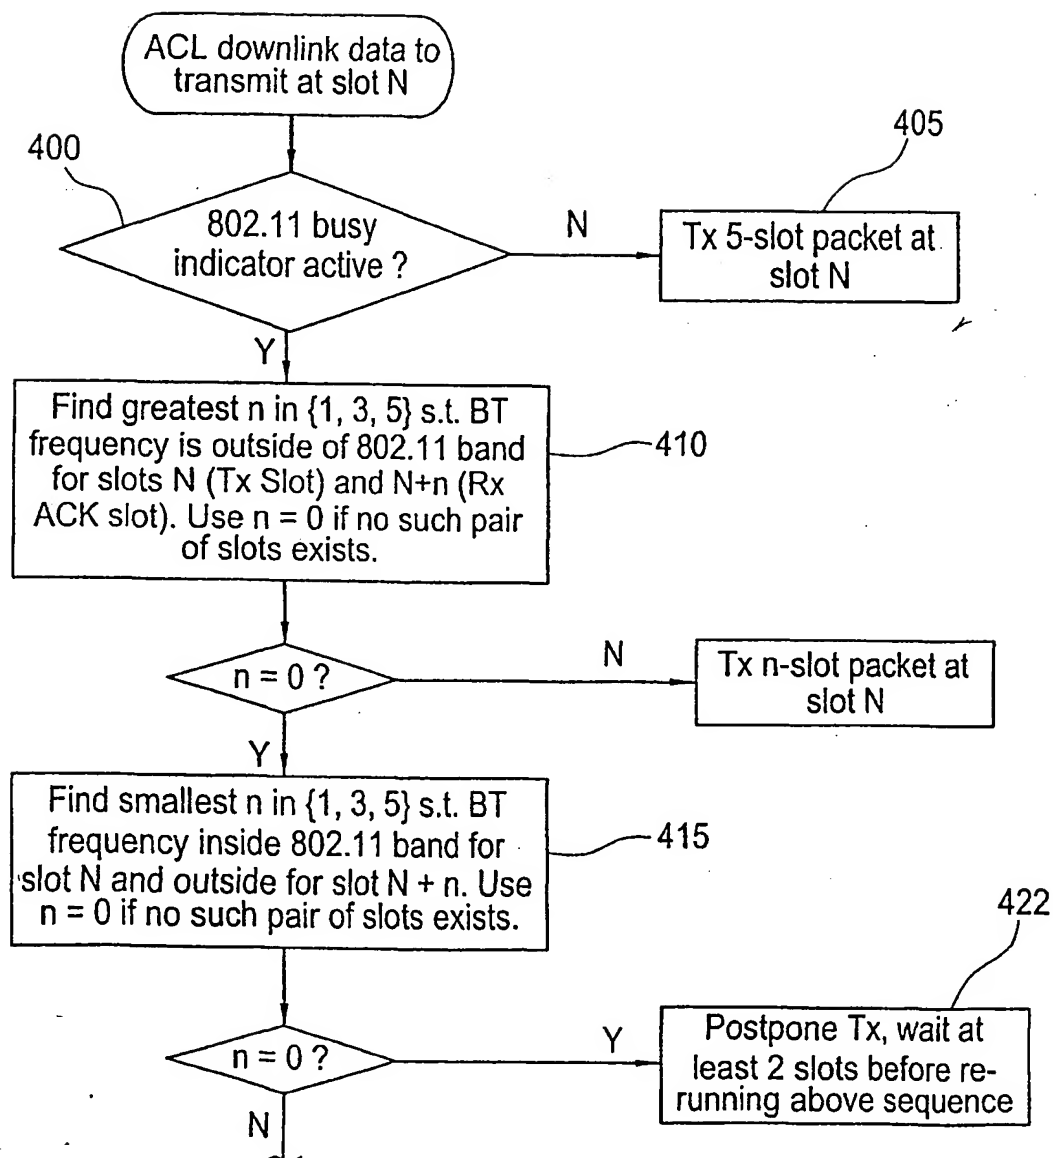 ACL downlink data to
transmit at slot N
400
405
802.11 busy
indicator active ?
N
Tx 5-slot packet at
slot N
Y
Find greatest n in {1, 3, 5} s.t. BT
frequency is outside of 802.11 band
for slots N (Tx Slot) and N+n (Rx
ACK slot). Use n = 0 if no such pair
of slots exists.
410
n = 0 ?
N
Tx n-slot packet at
slot N
Y
Find smallest n in {1, 3, 5} s.t. BT
frequency inside 802.11 band for
slot N and outside for slot N + n. Use
n = 0 if no such pair of slots exists.
415
422
n = 0 ?
Y
Postpone Tx, wait at
least 2 slots before re-
running above sequence
N